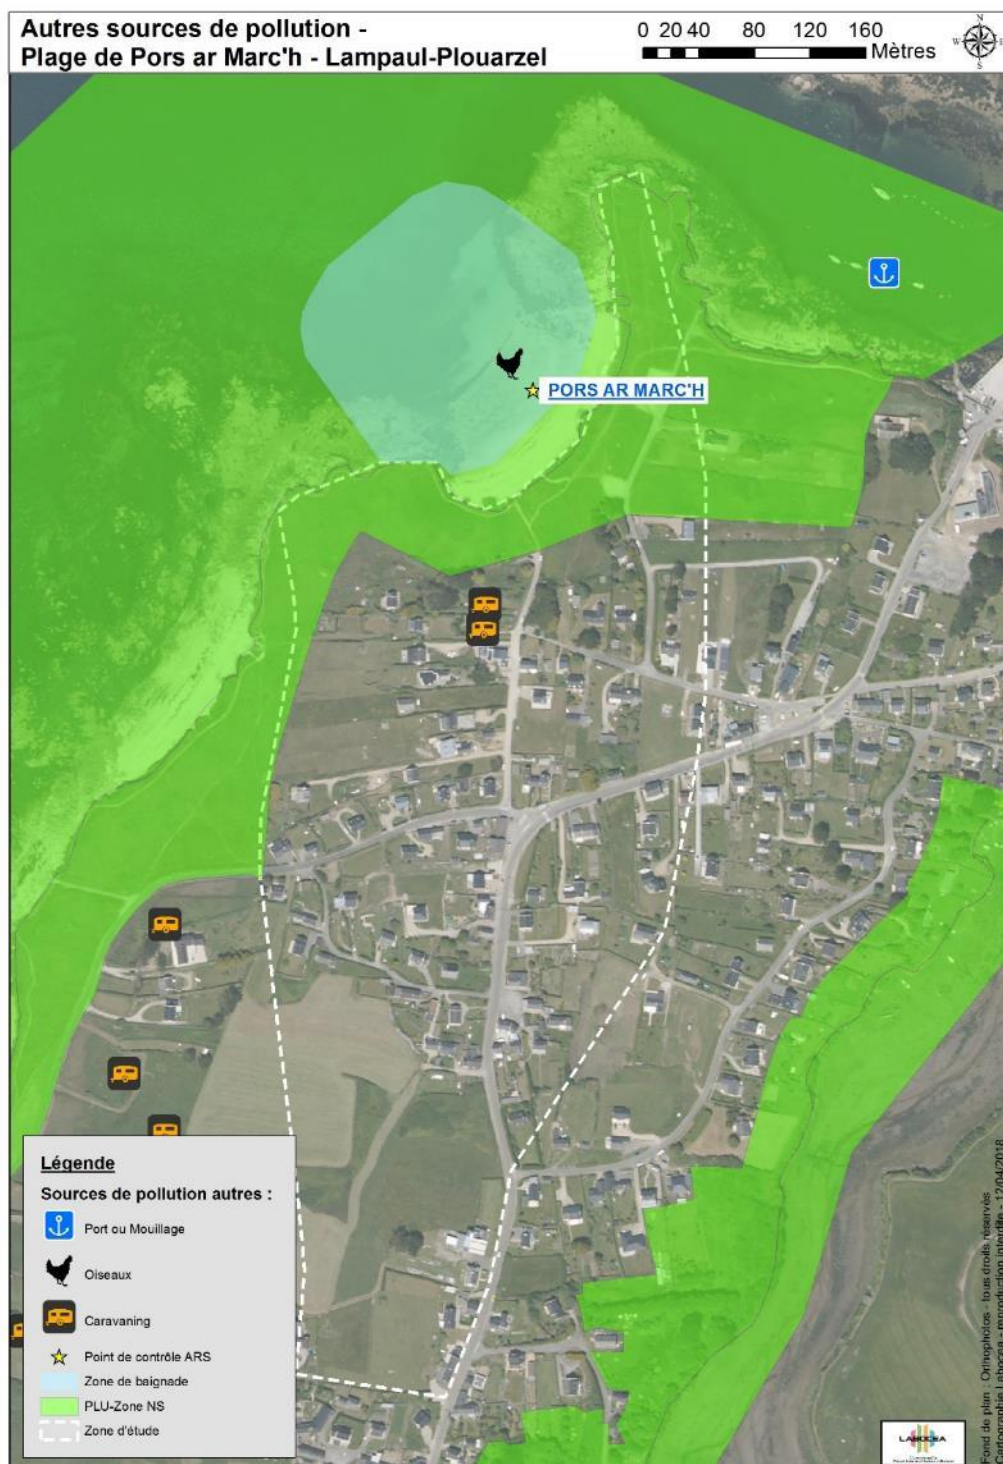 Autres sources de pollution -
Plage de Pors ar Marc'h - Lampaul-Plouarzel
0 20 40 80 120 160
Mètres
N
W
S
PORS AR MARC'H
Légende
Sources de pollution autres :
Port ou Mouillage
Oiseaux
Caravaning
Point de contrôle ARS
Zone de baignade
PLU-Zone NS
Zone d'étude
LABOCEA
Fond de plan : Orthophotos - tous droits réservés
Cartographie Labocea - reproduction interdite - 12/04/2018